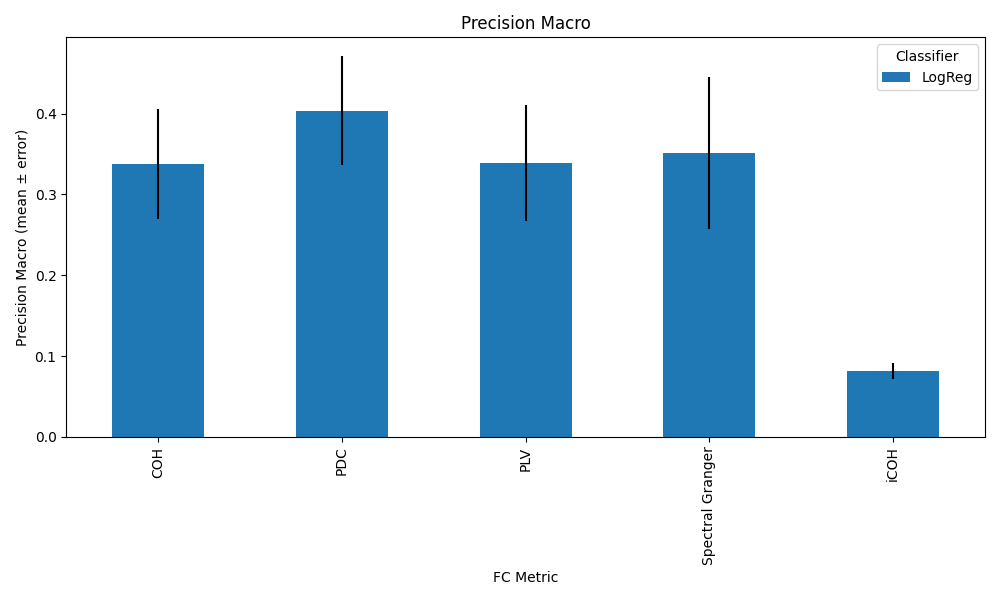 Precision Macro
Classifier
LogReg
Precision Macro (mean ± error)
0.4
0.3
0.2
0.1
0.0
COH
PDC
PLV
Spectral Granger
iCOH
FC Metric